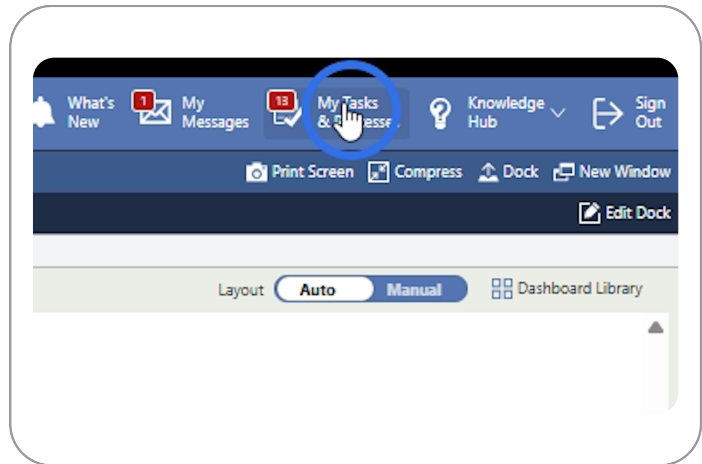 What's 1 My 13 My Tasks Knowledge Sign
New Messages & Hub Out
Print Screen Compress Dock New Window
Edit Dock
Layout Auto Manual Dashboard Library